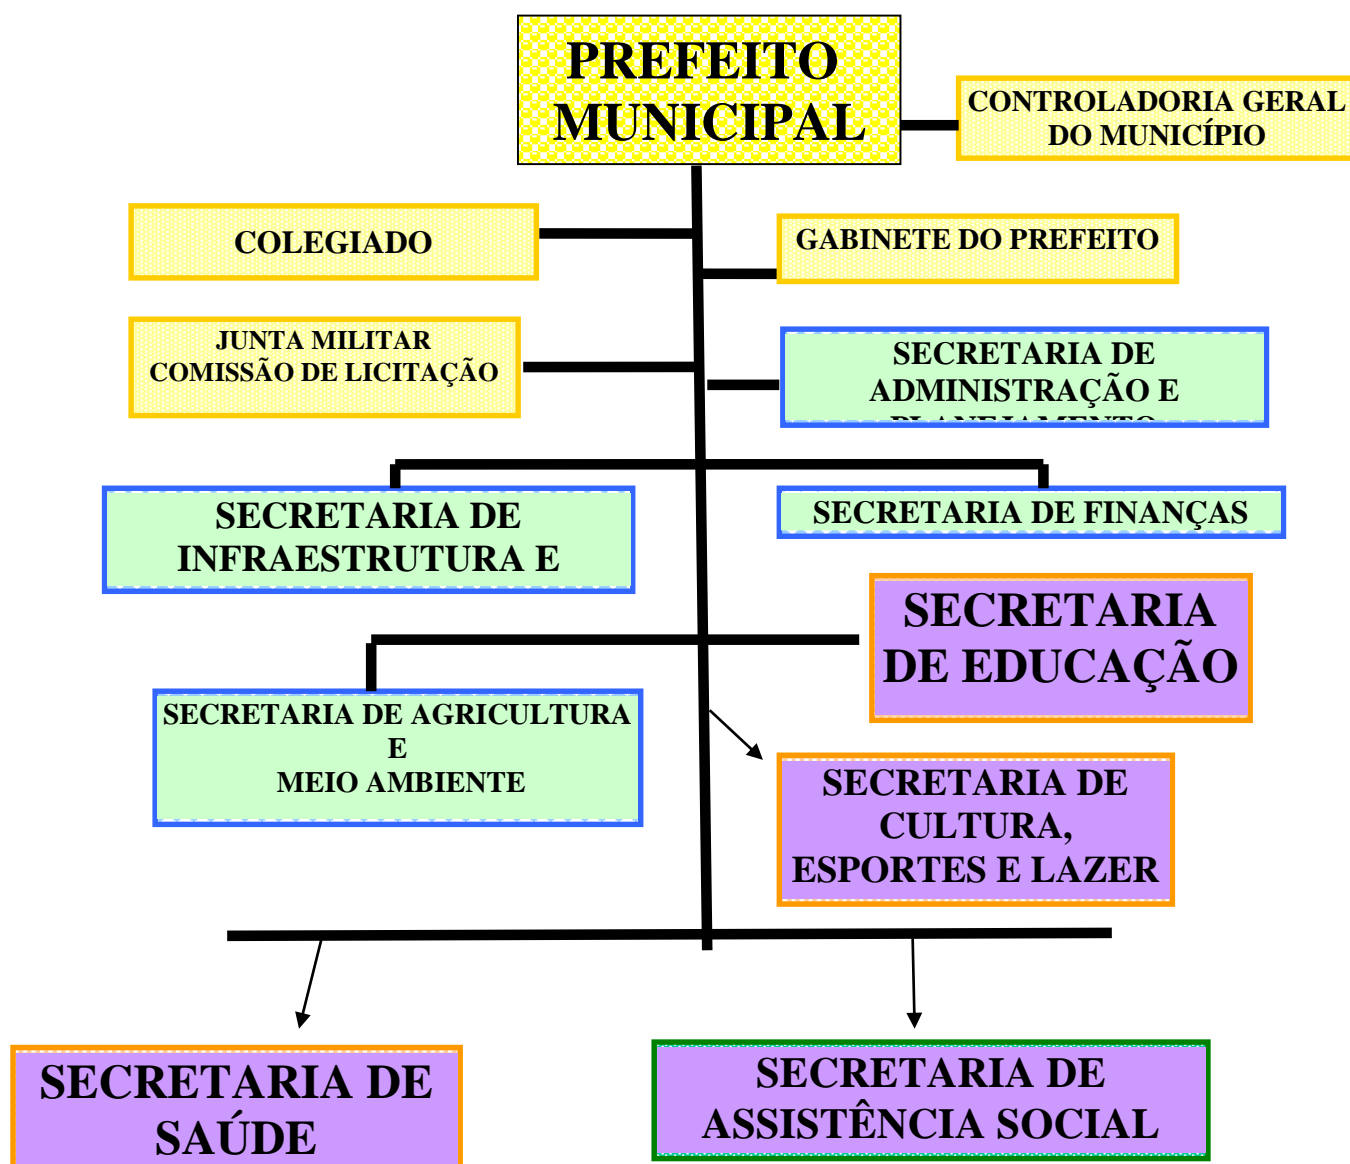 PREFEITO
MUNICIPAL
CONTROLADORIA GERAL
DO MUNICÍPIO
COLEGIADO
GABINETE DO PREFEITO
JUNTA MILITAR
COMISSÃO DE LICITAÇÃO
SECRETARIA DE
ADMINISTRAÇÃO E
PLANEJAMENTO
SECRETARIA DE
INFRAESTRUTURA E
SECRETARIA DE FINANÇAS
SECRETARIA
DE EDUCAÇÃO
SECRETARIA DE AGRICULTURA
E
MEIO AMBIENTE
SECRETARIA DE
CULTURA,
ESPORTES E LAZER
SECRETARIA DE
SAÚDE
SECRETARIA DE
ASSISTÊNCIA SOCIAL